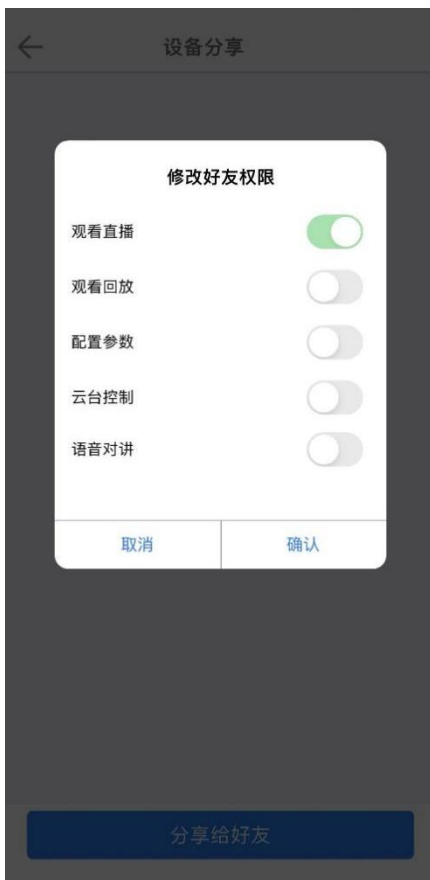 设备分享
修改好友权限
观看直播
观看回放
配置参数
云台控制
语音对讲
取消
确认
分享给好友